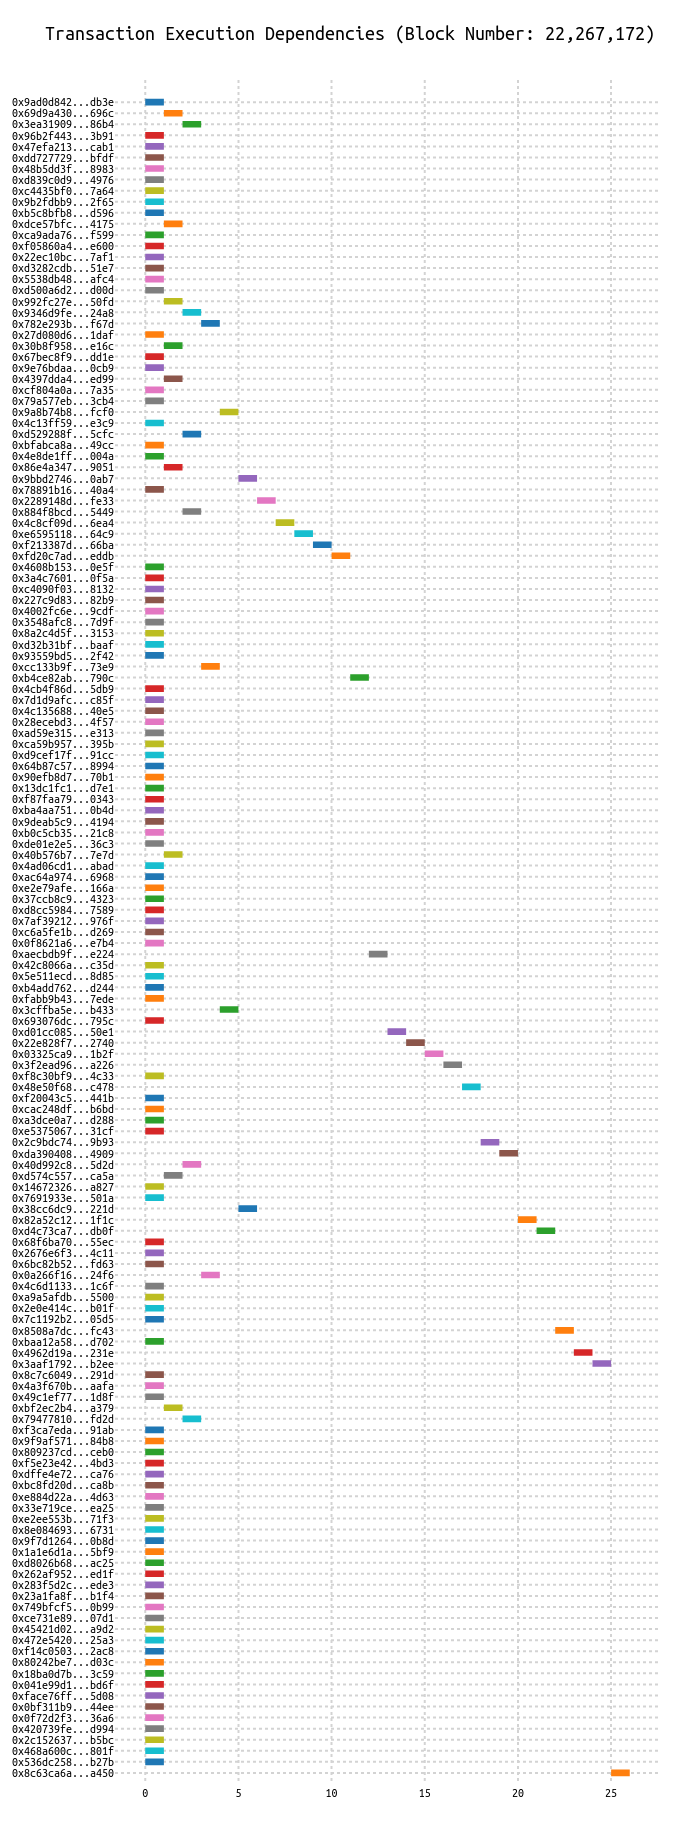 Transaction Execution Dependencies (Block Number: 22,267,172)
0x9ad0d842...db3e
0x69d9a430...696c
0x3ea31909...86b4
0x96b2f443...3b91
0x47efa213...cab1
0xdd727729...bfdf
0x48b5dd3f...8983
0xd839c0d9...4976
0xc4435bf0...7a64
0x9b2fdbb9...2f65
0xb5c8bfb8...d596
0xdce57bfc...4175
0xca9ada76...f599
0xf05860a4...e600
0x22ec10bc...7af1
0xd3282cdb...51e7
0x5538db48...afc4
0xd500a6d2...d00d
0x992fc27e...50fd
0x9346d9fe...24a8
0x782e293b...f67d
0x27d080d6...1daf
0x30b8f958...e16c
0x67bec8f9...dd1e
0x9e76bdaa...0cb9
0x4397dda4...ed99
0xcf804a0a...7a35
0x79a577eb...3cb4
0x9a8b74b8...fcf0
0x4c13ff59...e3c9
0xd529288f...5cfc
0xbfabca8a...49cc
0x4e8de1ff...004a
0x86e4a347...9051
0x9bbd2746...0ab7
0x78891b16...40a4
0x2289148d...fe33
0x884f8bcd...5449
0x4c8cf09d...6ea4
0xe6595118...64c9
0xf213387d...66ba
0xfd20c7ad...eddb
0x4608b153...0e5f
0x3a4c7601...0f5a
0xc4090f03...8132
0x227c9d83...82b9
0x4002fc6e...9cdf
0x3548afc8...7d9f
0x8a2c4d5f...3153
0xd32b31bf...baaf
0x93559bd5...2f42
0xcc133b9f...73e9
0xb4ce82ab...790c
0x4cb4f86d...5db9
0x7d1d9afc...c85f
0x4c135688...40e5
0x28ecebd3...4f57
0xad59e315...e313
0xca59b957...395b
0xd9cef17f...91cc
0x64b87c57...8994
0x90efb8d7...70b1
0x13dc1fc1...d7e1
0xf87faa79...0343
0xba4aa751...0b4d
0x9deab5c9...4194
0xb0c5cb35...21c8
0xde01e2e5...36c3
0x40b576b7...7e7d
0x4ad06cd1...abad
0xac64a974...6968
0xe2e79afe...166a
0x37ccb8c9...4323
0xd8cc5984...7589
0x7af39212...976f
0xc6a5fe1b...d269
0x0f8621a6...e7b4
0xaecbdb9f...e224
0x42c8066a...c35d
0x5e511ecd...8d85
0xb4add762...d244
0xfabb9b43...7ede
0x3cffba5e...b433
0x693076dc...795c
0xd01cc085...50e1
0x22e828f7...2740
0x03325ca9...1b2f
0x3f2ead96...a226
0xf8c30bf9...4c33
0x48e50f68...c478
0xf20043c5...441b
0xcac248df...b6bd
0xa3dce0a7...d288
0xe5375067...31cf
0x2c9bdc74...9b93
0xda390408...4909
0x40d992c8...5d2d
0xd574c557...ca5a
0x14672326...a827
0x7691933e...501a
0x38cc6dc9...221d
0x82a52c12...1f1c
0xd4c73ca7...db0f
0x68f6ba70...55ec
0x2676e6f3...4c11
0x6bc82b52...fd63
0x0a266f16...24f6
0x4c6d1133...1c6f
0xa9a5afdb...5500
0x2e0e414c...b01f
0x7c1192b2...05d5
0x8508a7dc...fc43
0xbaa12a58...d702
0x4962d19a...231e
0x3aaf1792...b2ee
0x8c7c6049...291d
0x4a3f670b...aafa
0x49c1ef77...1d8f
0xbf2ec2b4...a379
0x79477810...fd2d
0xf3ca7eda...91ab
0x9f9af571...84b8
0x809237cd...ceb0
0xf5e23e42...4bd3
0xdffe4e72...ca76
0xbc8fd20d...ca8b
0xe884d22a...4d63
0x33e719ce...ea25
0xe2ee553b...71f3
0x8e084693...6731
0x9f7d1264...0b8d
0x1a1e6d1a...5bf9
0xd8026b68...ac25
0x262af952...ed1f
0x283f5d2c...ede3
0x23a1fa8f...b1f4
0x749bfcf5...0b99
0xce731e89...07d1
0x45421d02...a9d2
0x472e5420...25a3
0xf14c0503...2ac8
0x80242be7...d03c
0x18ba0d7b...3c59
0x041e99d1...bd6f
0xface76ff...5d08
0x0bf311b9...44ee
0x0f72d2f3...36a6
0x420739fe...d994
0x2c152637...b5bc
0x468a600c...801f
0x536dc258...b27b
0x8c63ca6a...a450
0 5 10 15 20 25